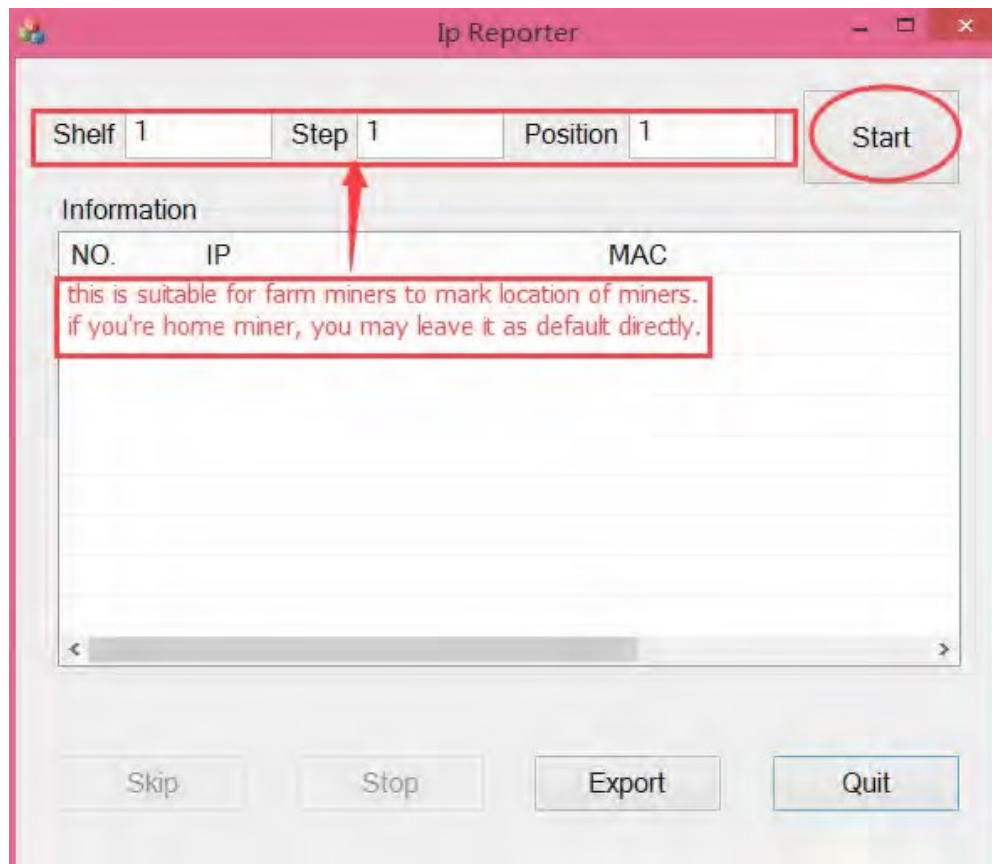 Ip Reporter
Shelf 1 Step 1 Position 1 Start
Information
NO. IP MAC
this is suitable for farm miners to mark location of miners.
if you're home miner, you may leave it as default directly.
Skip Stop Export Quit